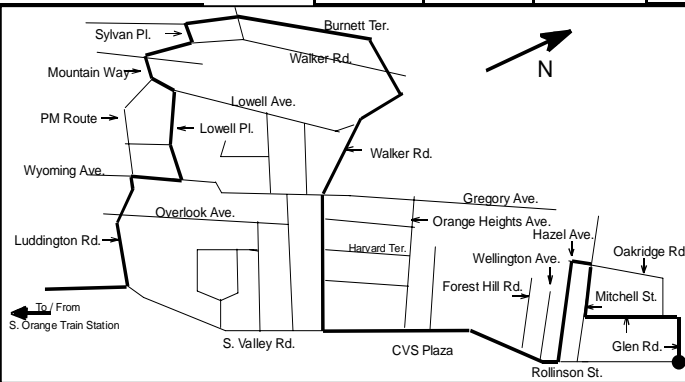 Burnett Ter.
Sylvan Pl.
Walker Rd.
N
Mountain Way
Lowell Ave.
PM Route
Lowell Pl.
Walker Rd.
Wyoming Ave.
Gregory Ave.
Overlook Ave.
Orange Heights Ave.
Hazel Ave.
Luddington Rd.
Harvard Ter.
Wellington Ave.
Oakridge Rd
Forest Hill Rd.
Mitchell St.
To / From
S. Orange Train Station
S. Valley Rd.
CVS Plaza
Glen Rd.
Rollinson St.